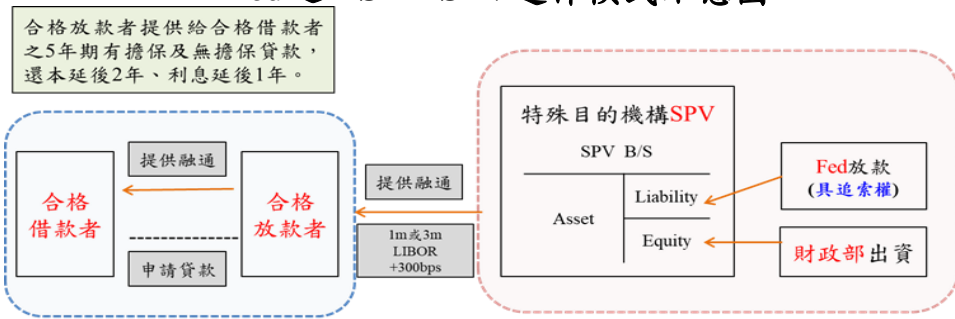 合格放款者提供給合格借款者
之5年期有擔保及無擔保貸款，
還本延後2年、利息延後1年。
合格
借款者
提供融通
申請貸款
合格
放款者
提供融通
1m或3m
LIBOR
+300bps
特殊目的機構SPV
SPV B/S
Asset
Liability
Equity
Fed放款
(具追索權)
財政部出資